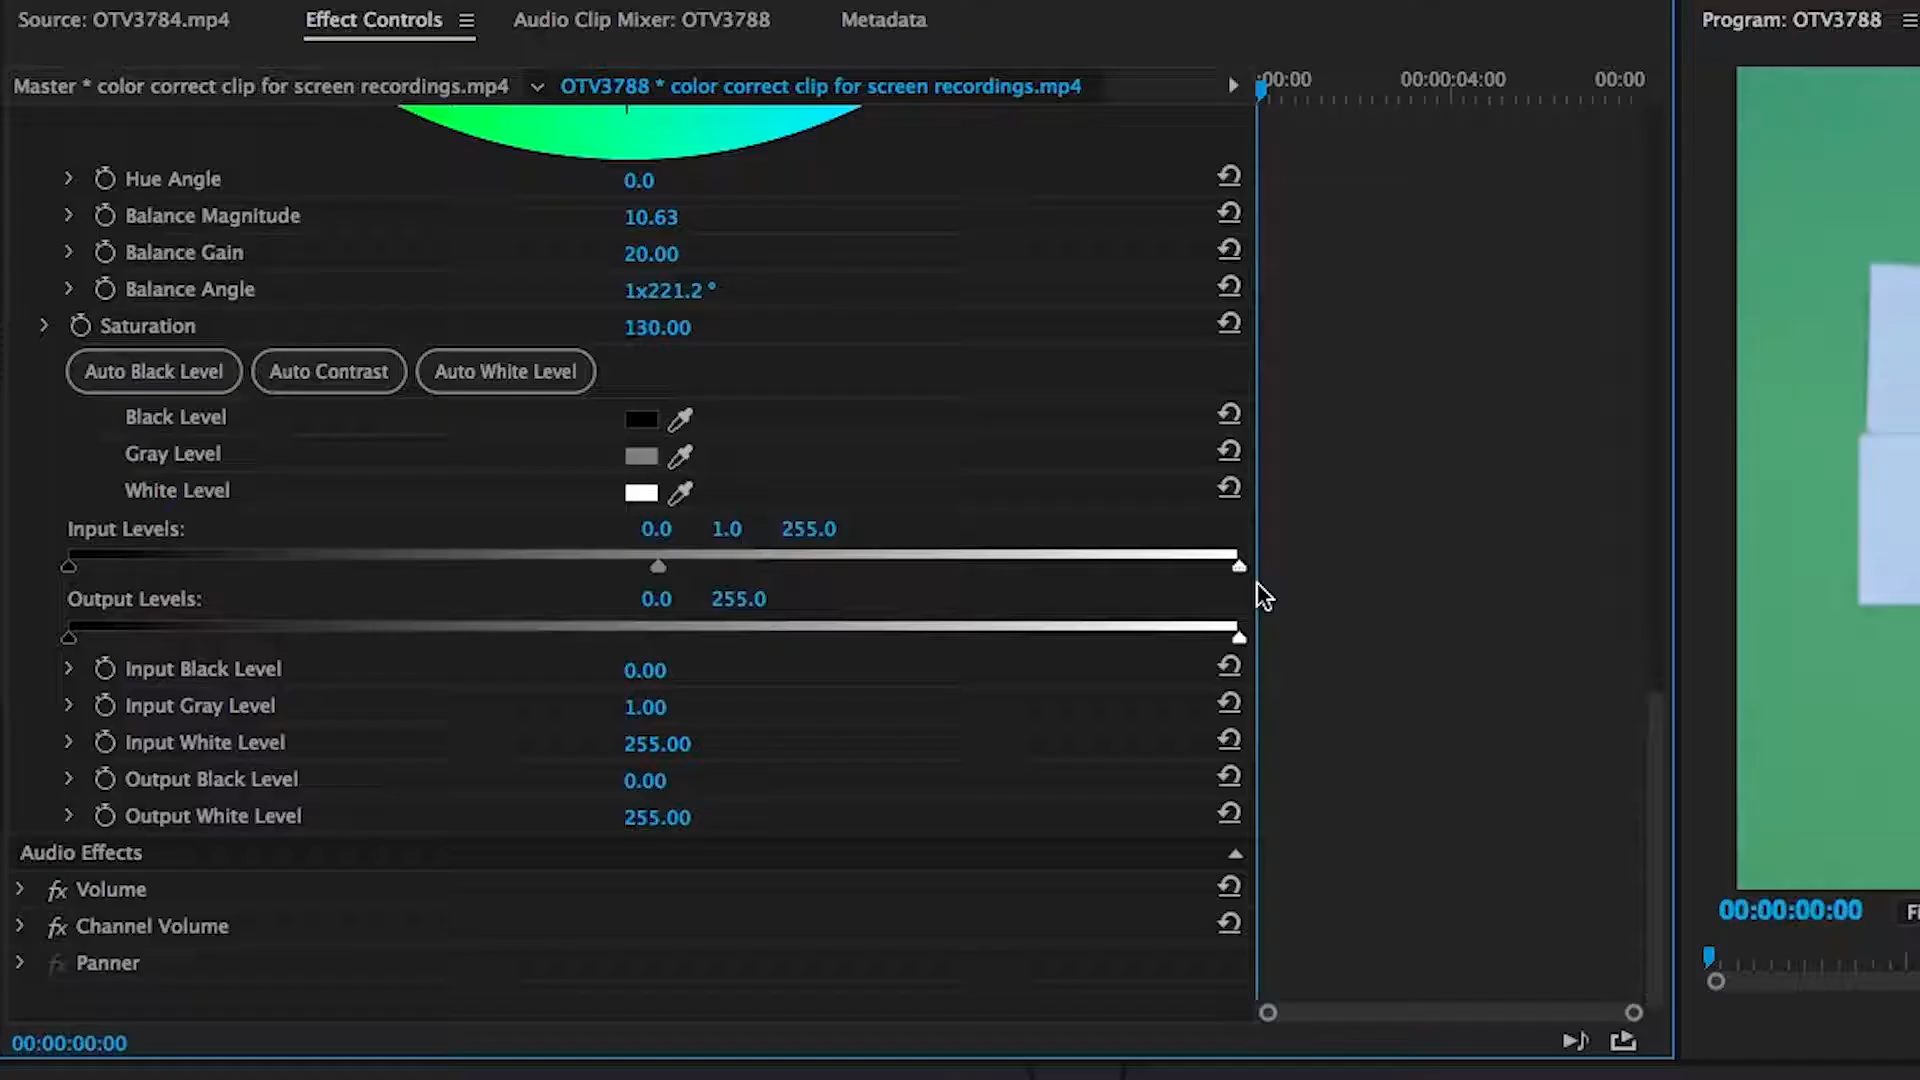 Source: OTV3784.mp4 Effect Controls Audio Clip Mixer: OTV3788 Metadata Program: OTV3788
Master * color correct clip for screen recordings.mp4 OTV3788 * color correct clip for screen recordings.mp4 :00:00 00:00:04:00 00:00
Hue Angle 0.0
Balance Magnitude 10.63
Balance Gain 20.00
Balance Angle 1x221.2 °
Saturation 130.00
Auto Black Level Auto Contrast Auto White Level
Black Level
Gray Level
White Level
Input Levels: 0.0 1.0 255.0
Output Levels: 0.0 255.0
Input Black Level 0.00
Input Gray Level 1.00
Input White Level 255.00
Output Black Level 0.00
Output White Level 255.00
Audio Effects
fx Volume
00:00:00:00
fx Channel Volume
fx Panner
00:00:00:00